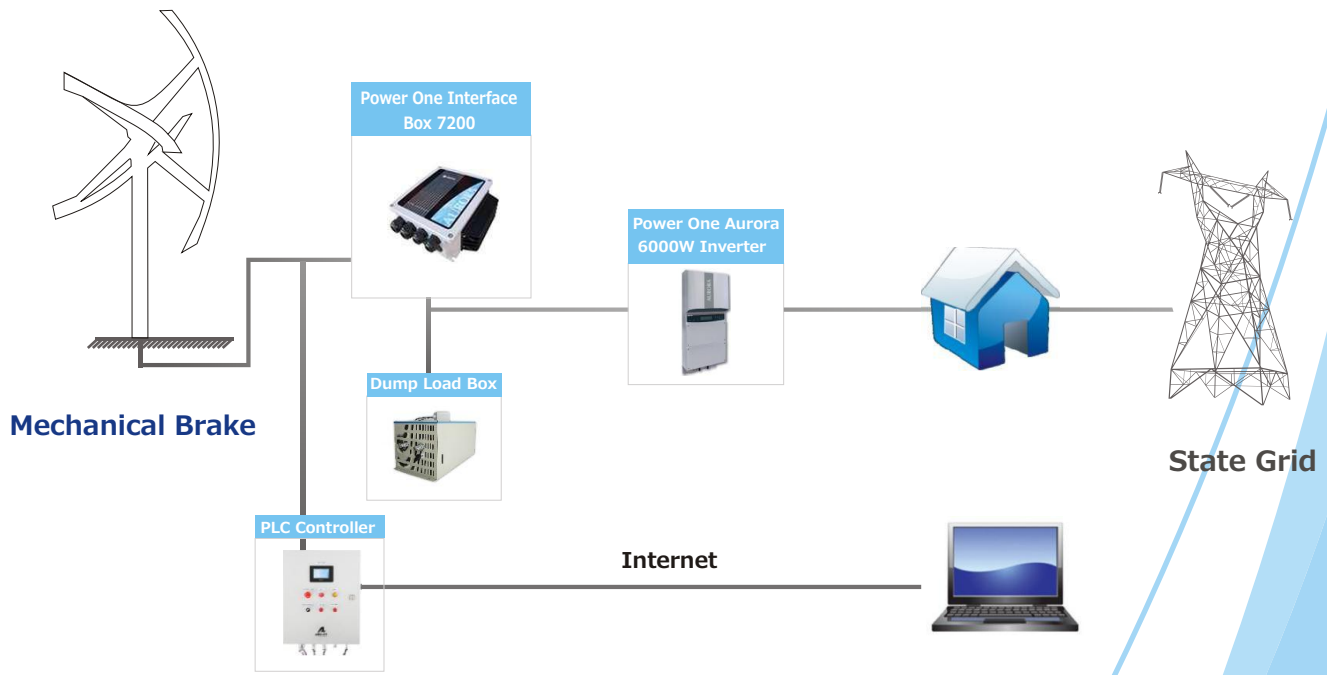 Power One Interface
Box 7200
Power One Aurora
6000W Inverter
Dump Load Box
Mechanical Brake
State Grid
PLC Controller
Internet
AURORA